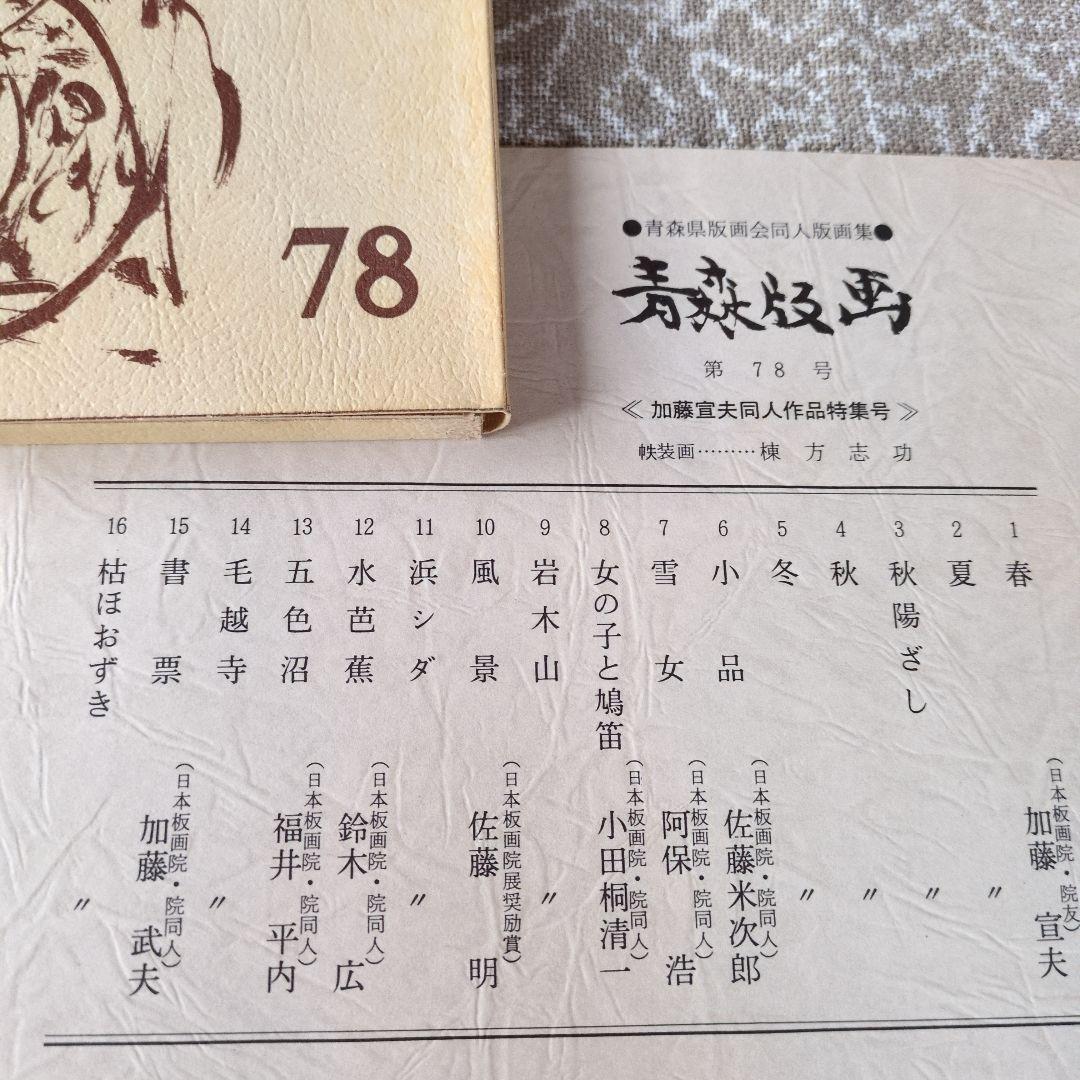 78
●青森県版画会同人版画集●
青森版画
第 78 号
≪ 加藤宣夫同人作品特集号 ≫
帙装画………棟方志功
1 春 (日本板画院・院友) 加藤宣夫
2 夏 〃
3 秋陽ざし 〃
4 秋 〃
5 冬 〃
6 小品 (日本板画院・院同人) 佐藤米次郎
7 雪女 (日本板画院・院同人) 阿保浩
8 女の子と鳩笛 (日本板画院・院同人) 小田桐清一
9 岩木山 〃
10 風景 (日本板画院展奨励賞) 佐藤明
11 浜シダ 〃
12 水芭蕉 (日本板画院・院同人) 鈴木広
13 五色沼 (日本板画院・院同人) 福井平内
14 毛越寺 〃
15 書票 (日本板画院・院同人) 加藤武夫
16 枯ほおずき 〃